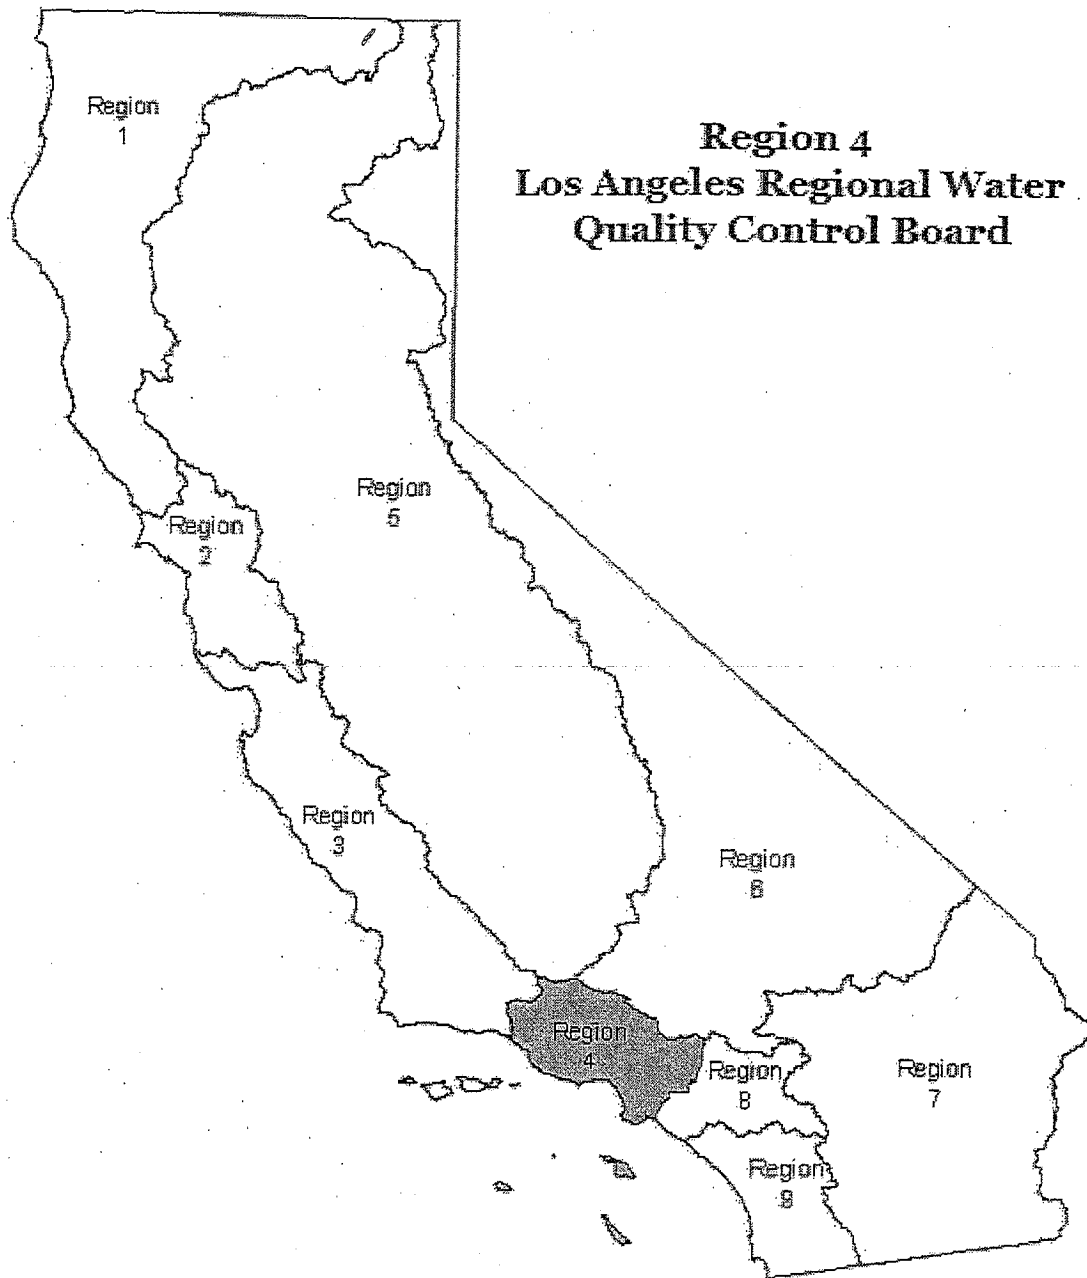 Region 4
Los Angeles Regional Water
Quality Control Board
Region
1
Region
5
Region
2
Region
3
Region
6
Region
4
Region
8
Region
7
Region
9